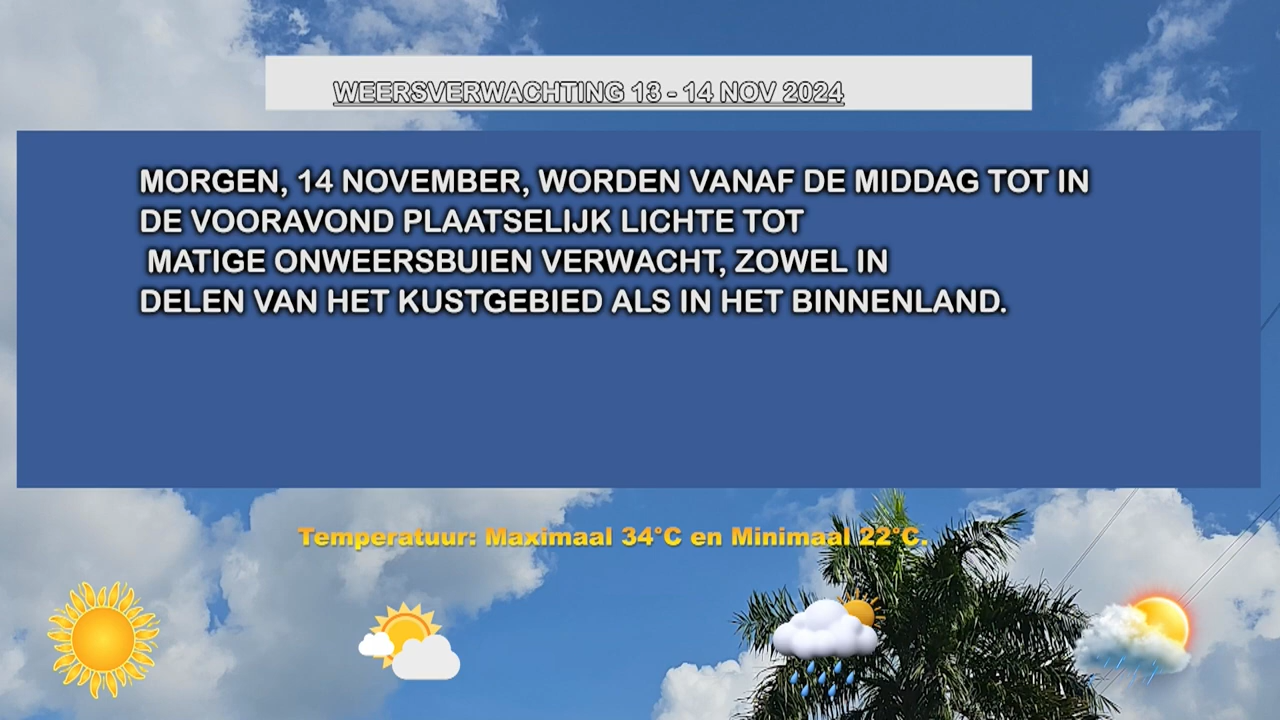 WEERSVERWACHTING 13 - 14 NOV 2024
MORGEN, 14 NOVEMBER, WORDEN VANAF DE MIDDAG TOT IN
DE VOORAVOND PLAATSELIJK LICHTE TOT
MATIGE ONWEERSBUIEN VERWACHT, ZOWEL IN
DELEN VAN HET KUSTGEBIED ALS IN HET BINNENLAND.
Temperatuur: Maximaal 34°C en Minimaal 22°C.